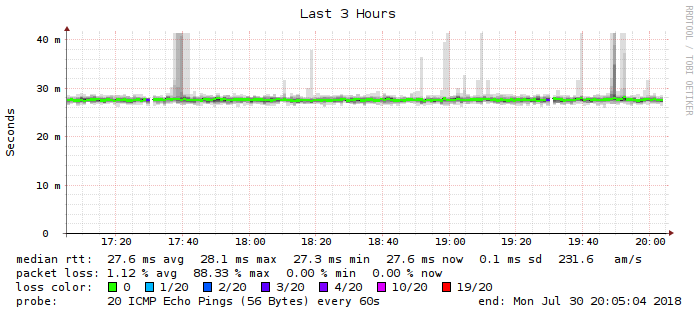 Last 3 Hours
RRDTOOL / TOBI OETIKER
Seconds
40 m
30 m
20 m
10 m
0
17:20 17:40 18:00 18:20 18:40 19:00 19:20 19:40 20:00
median rtt: 27.6 ms avg 28.1 ms max 27.3 ms min 27.6 ms now 0.1 ms sd 231.6 am/s
packet loss: 1.12 % avg 88.33 % max 0.00 % min 0.00 % now
loss color: 0 1/20 2/20 3/20 4/20 10/20 19/20
probe: 20 ICMP Echo Pings (56 Bytes) every 60s end: Mon Jul 30 20:05:04 2018